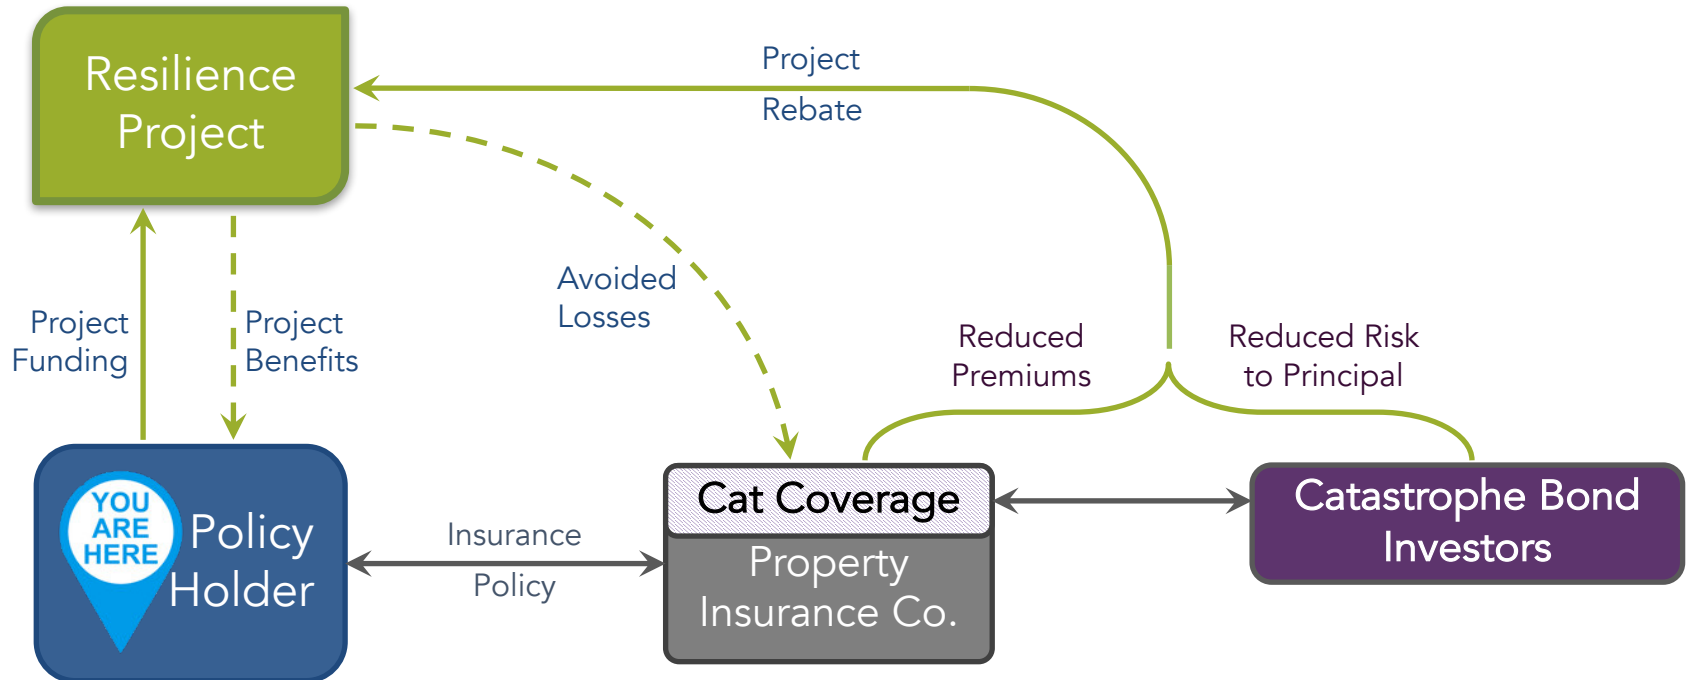 Resilience
Project
Project
Rebate
Avoided
Losses
Project
Funding
Project
Benefits
Reduced
Premiums
Reduced Risk
to Principal
YOU
ARE
HERE
Policy
Holder
Insurance
Policy
Cat Coverage
Property
Insurance Co.
Catastrophe Bond
Investors